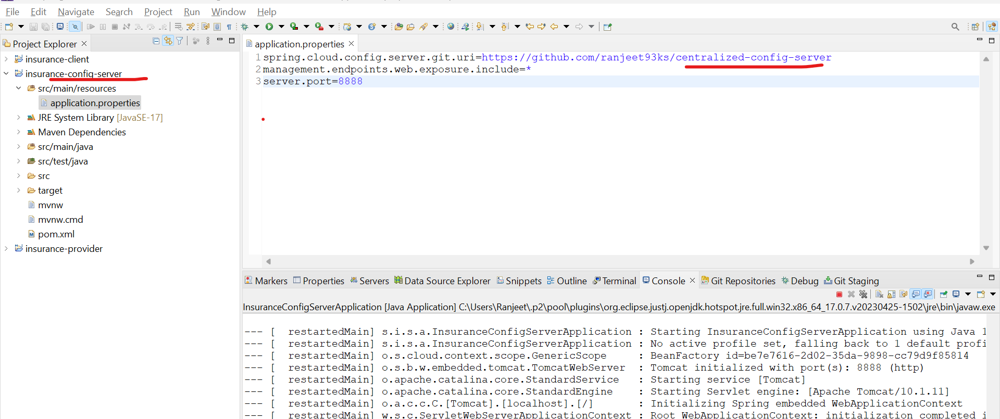 File Edit Navigate Search Project Run Window Help
Project Explorer
insurance-client
insurance-config-server
src/main/resources
application.properties
JRE System Library [JavaSE-17]
Maven Dependencies
src/main/java
src/test/java
src
target
mvnw
mvnw.cmd
pom.xml
insurance-provider
application.properties
1 spring.cloud.config.server.git.uri=https://github.com/ranjeet93ks/centralized-config-server
2 management.endpoints.web.exposure.include=*
3 server.port=8888
Markers Properties Servers Data Source Explorer Snippets Outline Terminal Console Git Repositories Debug Git Staging
InsuranceConfigServerApplication [Java Application] C:\Users\Ranjeet\.p2\pool\plugins\org.eclipse.justj.openjdk.hotspot.jre.full.win32.x86_64_17.0.7.v20230425-1502\jre\bin\javaw.exe
--- [  restartedMain] s.i.s.a.InsuranceConfigServerApplication : Starting InsuranceConfigServerApplication using Java 1
--- [  restartedMain] s.i.s.a.InsuranceConfigServerApplication : No active profile set, falling back to 1 default profi
--- [  restartedMain] o.s.cloud.context.scope.GenericScope     : BeanFactory id=be7e7616-2d02-35da-9898-cc79d9f85814
--- [  restartedMain] o.s.b.w.embedded.tomcat.TomcatWebServer  : Tomcat initialized with port(s): 8888 (http)
--- [  restartedMain] o.apache.catalina.core.StandardService   : Starting service [Tomcat]
--- [  restartedMain] o.apache.catalina.core.StandardEngine    : Starting Servlet engine: [Apache Tomcat/10.1.11]
--- [  restartedMain] o.a.c.c.C.[Tomcat].[localhost].[/]       : Initializing Spring embedded WebApplicationContext
--- [  restartedMain] w.s.c.ServletWebServerApplicationContext : Root WebApplicationContext: initialization completed i